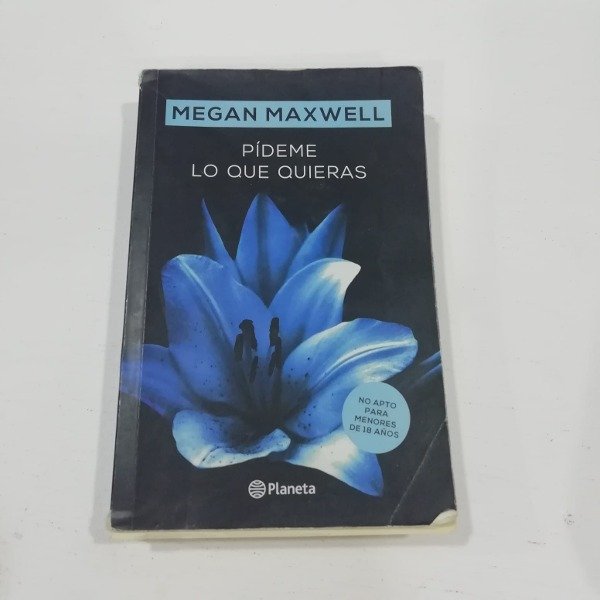 MEGAN MAXWELL
PÍDEME
LO QUE QUIERAS
NO APTO
PARA
MENORES
DE 18 AÑOS
Planeta